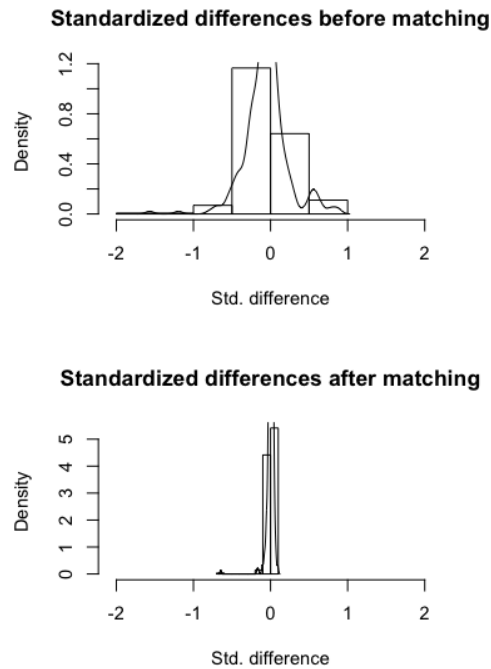 Standardized differences before matching
Density
1.2
0.8
0.4
0.0
-2 -1 0 1 2
Std. difference
Standardized differences after matching
Density
5
4
3
2
1
0
-2 -1 0 1 2
Std. difference